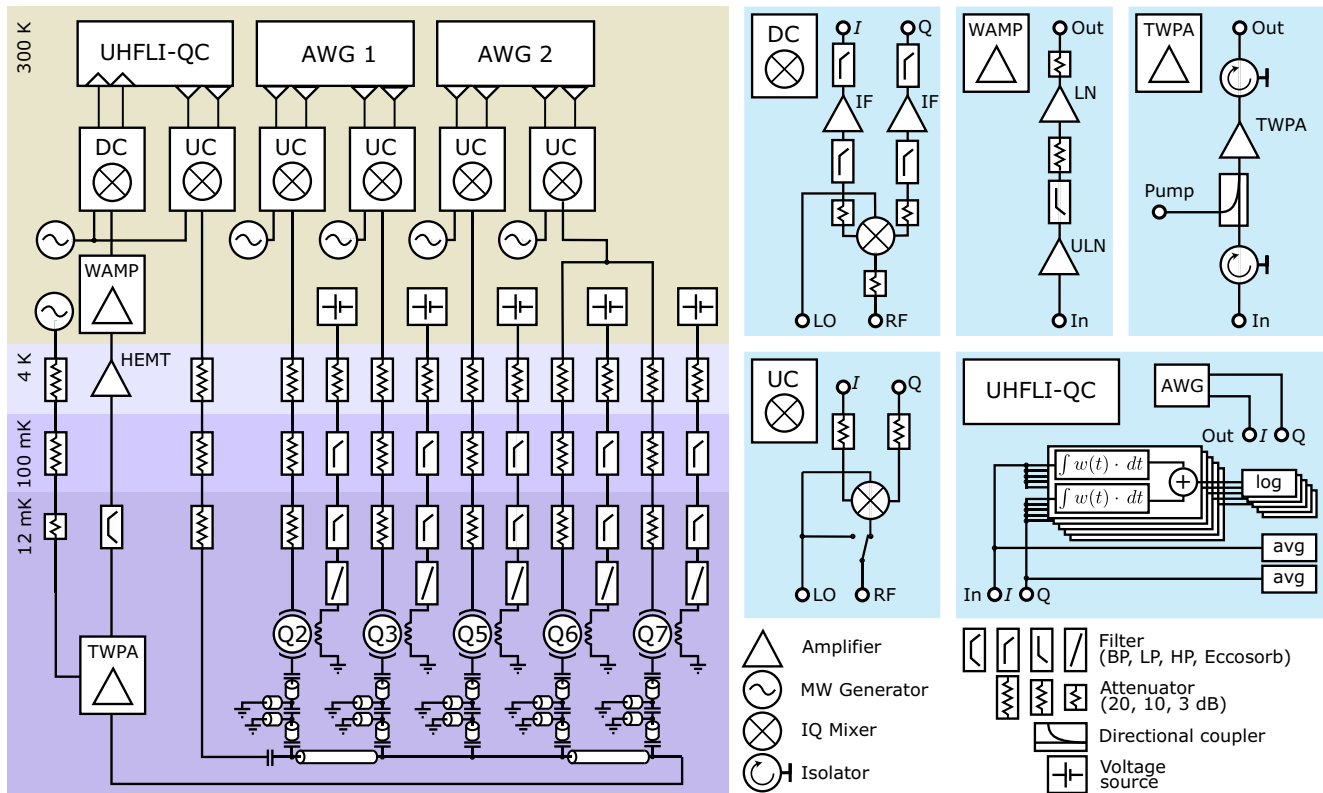 300 K
UHFLI-QC
AWG 1
AWG 2
DC
UC
UC
UC
UC
UC
WAMP
4 K
HEMT
100 mK
12 mK
Q2
Q3
Q5
Q6
Q7
TWPA
DC
I
Q
IF
IF
LO
RF
WAMP
Out
LN
ULN
In
TWPA
Out
TWPA
Pump
In
UC
I
Q
LO
RF
UHFLI-QC
AWG
Out I Q
∫ w(t) · dt
∫ w(t) · dt
+
log
avg
avg
In I Q
Amplifier
MW Generator
IQ Mixer
Isolator
Filter
(BP, LP, HP, Eccosorb)
Attenuator
(20, 10, 3 dB)
Directional coupler
Voltage
source